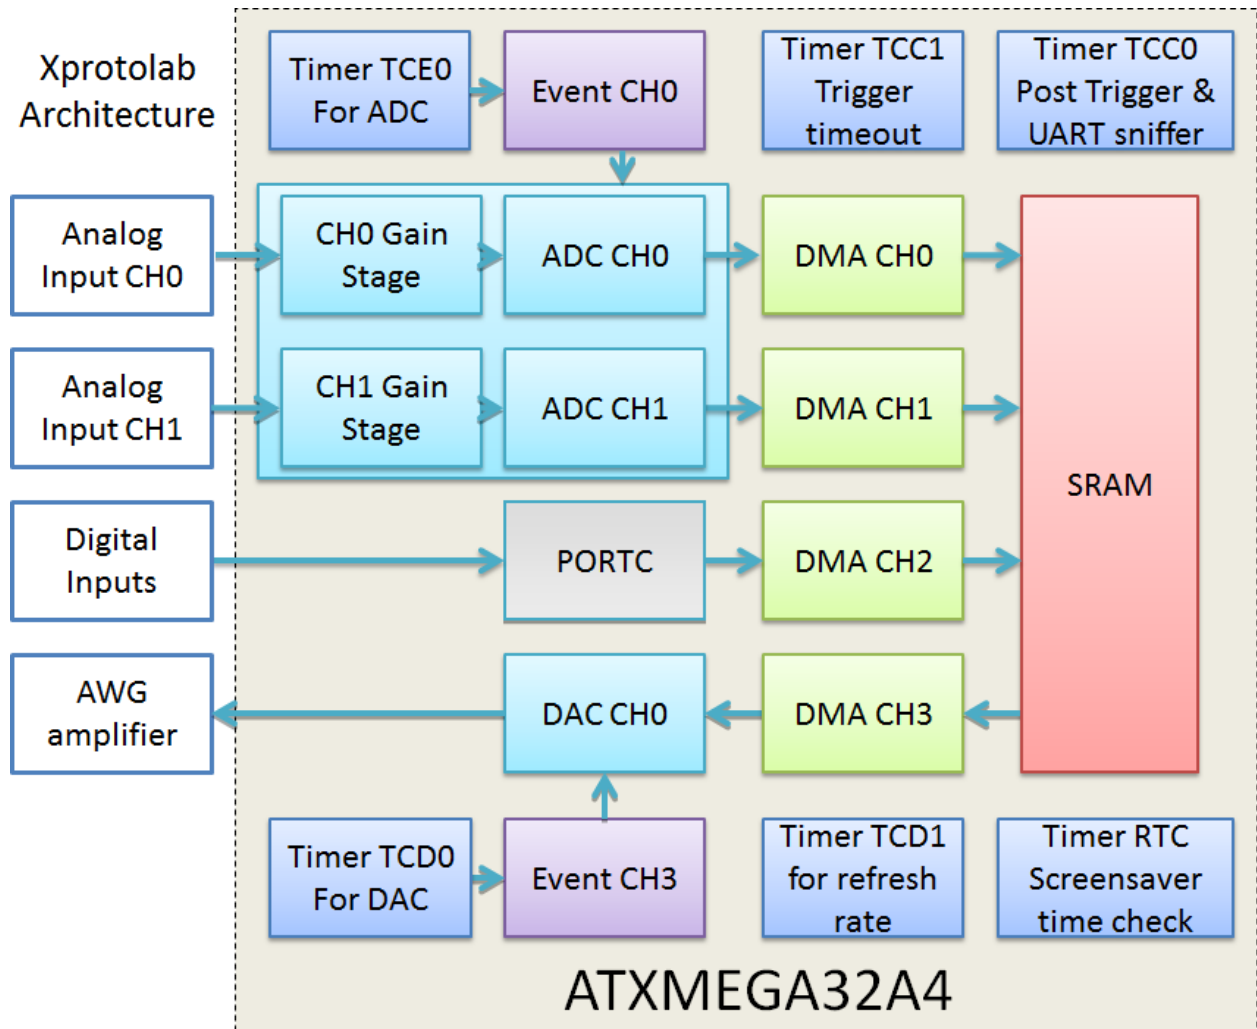 Xprotolab
Architecture
Timer TCE0
For ADC
Event CH0
Timer TCC1
Trigger
timeout
Timer TCC0
Post Trigger &
UART sniffer
Analog
Input CH0
CH0 Gain
Stage
ADC CH0
DMA CH0
Analog
Input CH1
CH1 Gain
Stage
ADC CH1
DMA CH1
SRAM
Digital
Inputs
PORTC
DMA CH2
AWG
amplifier
DAC CH0
DMA CH3
Timer TCD0
For DAC
Event CH3
Timer TCD1
for refresh
rate
Timer RTC
Screensaver
time check
ATXMEGA32A4